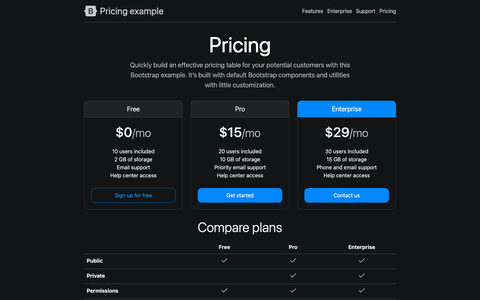 B Pricing example
Features Enterprise Support Pricing
Pricing
Quickly build an effective pricing table for your potential customers with this
Bootstrap example. It's built with default Bootstrap components and utilities
with little customization.
Free
$0/mo
10 users included
2 GB of storage
Email support
Help center access
Sign up for free
Pro
$15/mo
20 users included
10 GB of storage
Priority email support
Help center access
Get started
Enterprise
$29/mo
30 users included
15 GB of storage
Phone and email support
Help center access
Contact us
Compare plans
Free Pro Enterprise
Public
Private
Permissions